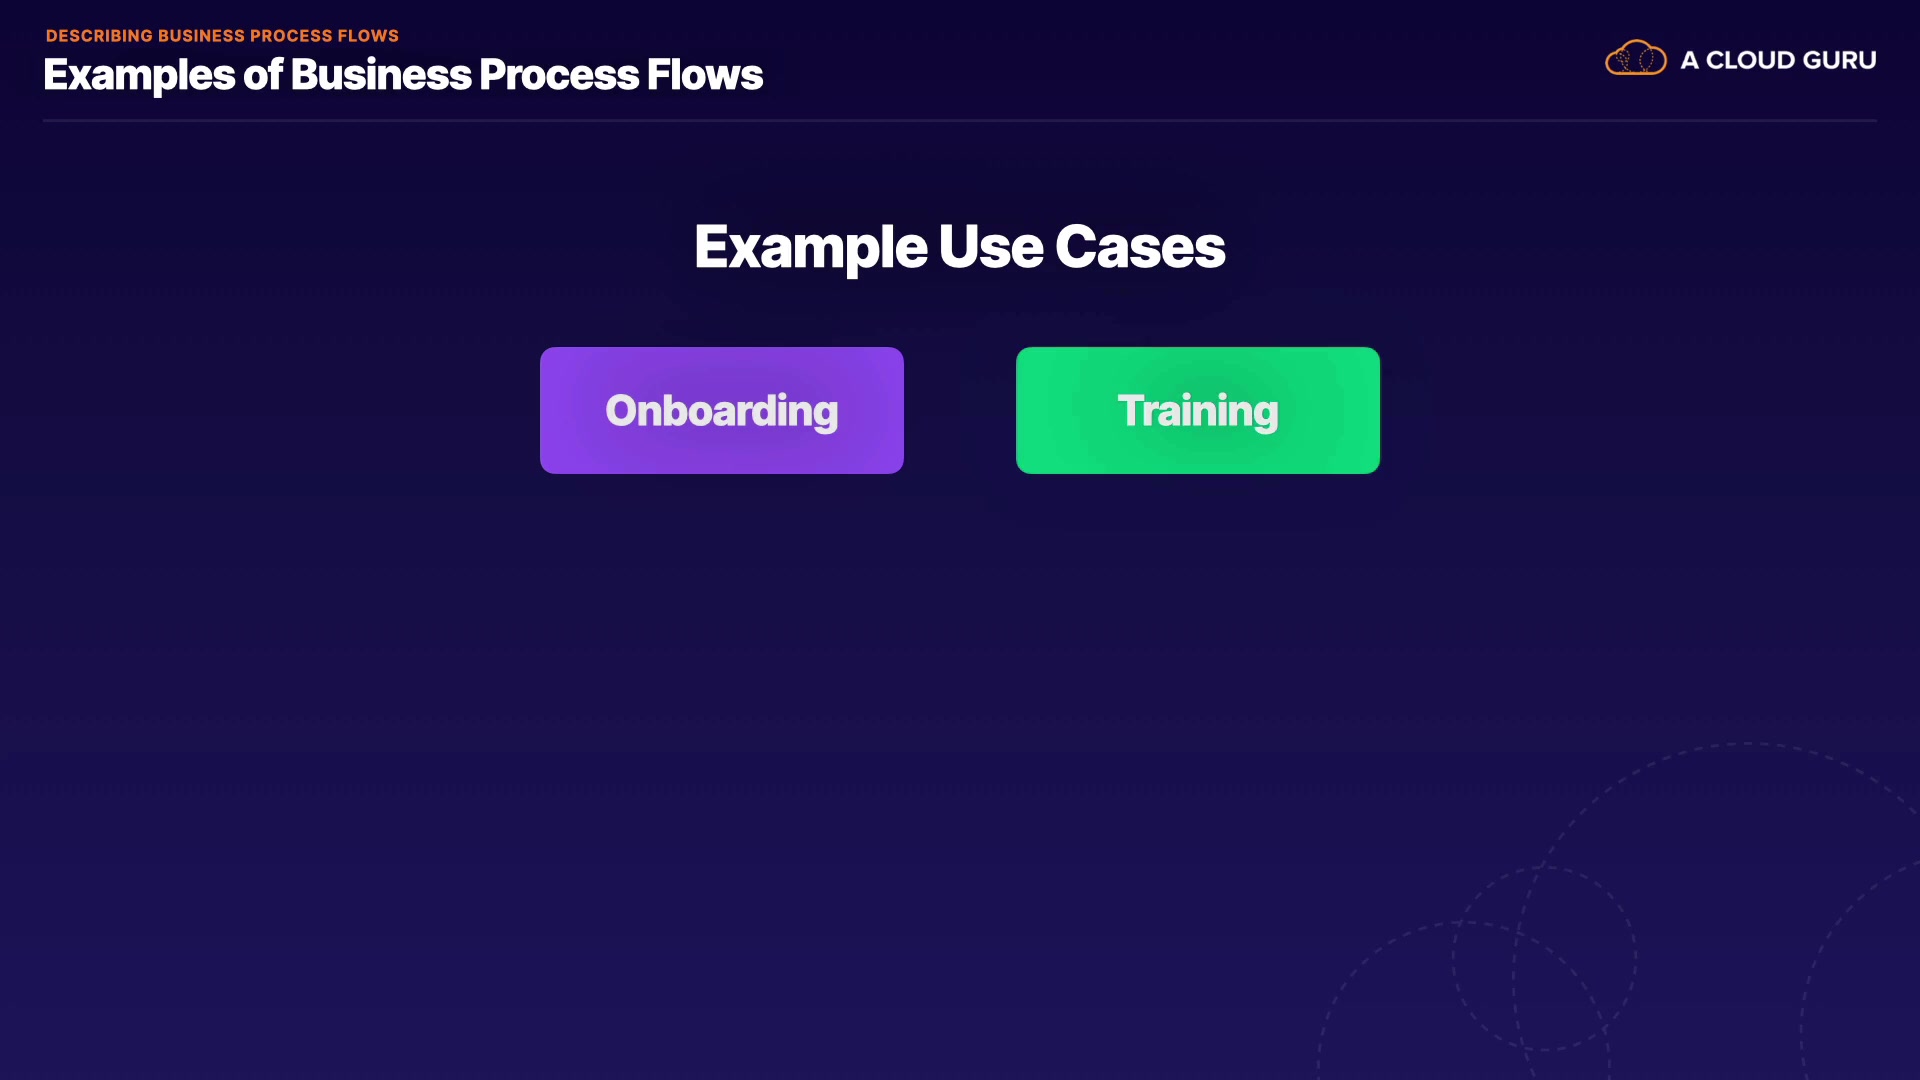 DESCRIBING BUSINESS PROCESS FLOWS
Examples of Business Process Flows
A CLOUD GURU
Example Use Cases
Onboarding
Training